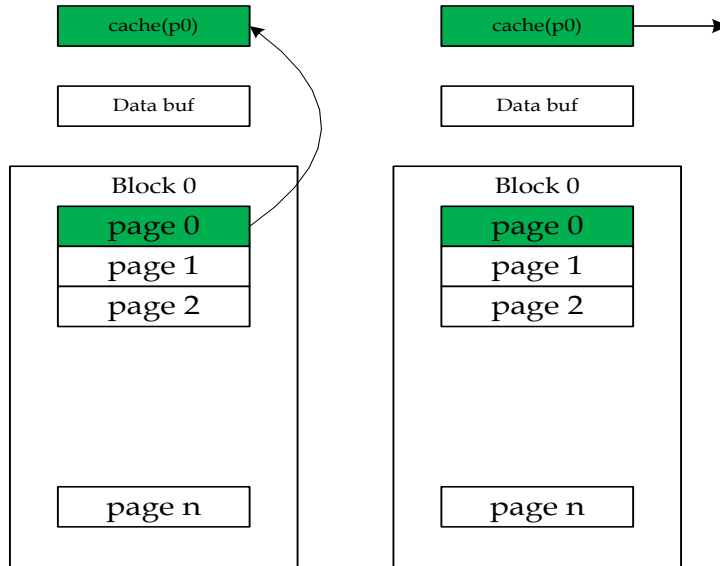 cache(p0)
Data buf
Block 0
page 0
page 1
page 2
page n
cache(p0)
Data buf
Block 0
page 0
page 1
page 2
page n